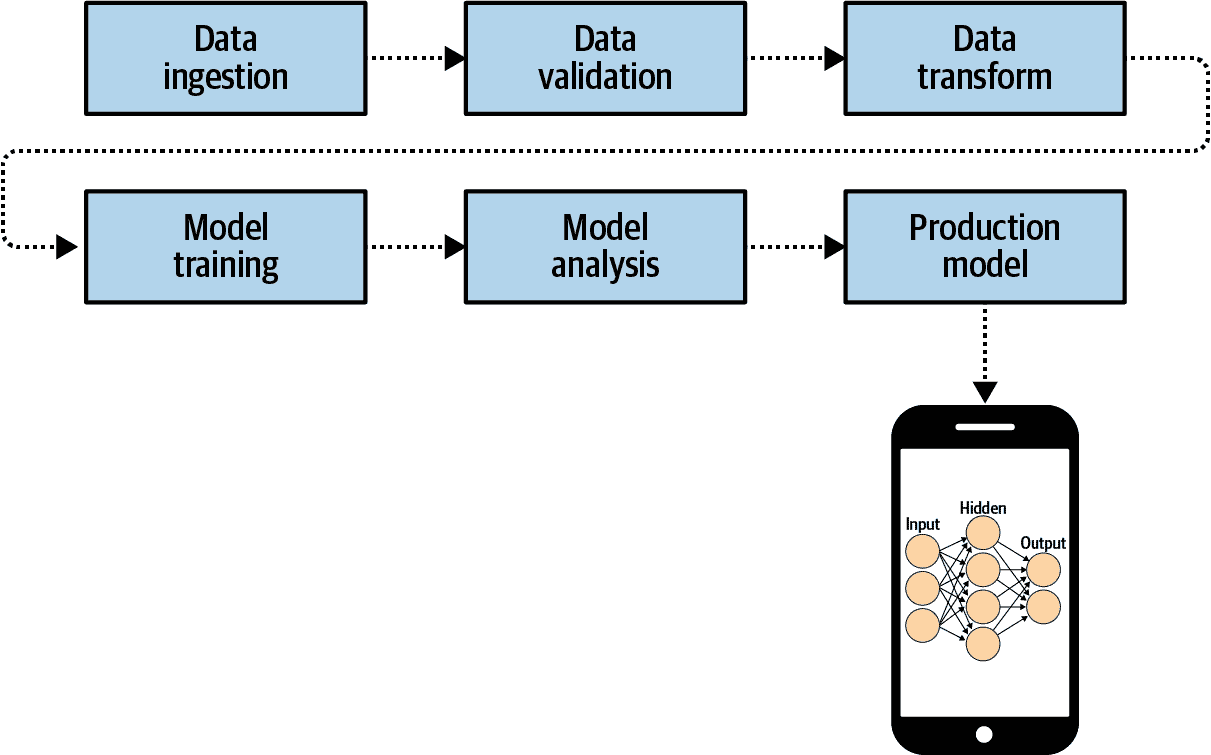 Data
ingestion
Data
validation
Data
transform
Model
training
Model
analysis
Production
model
Hidden
Input
Output